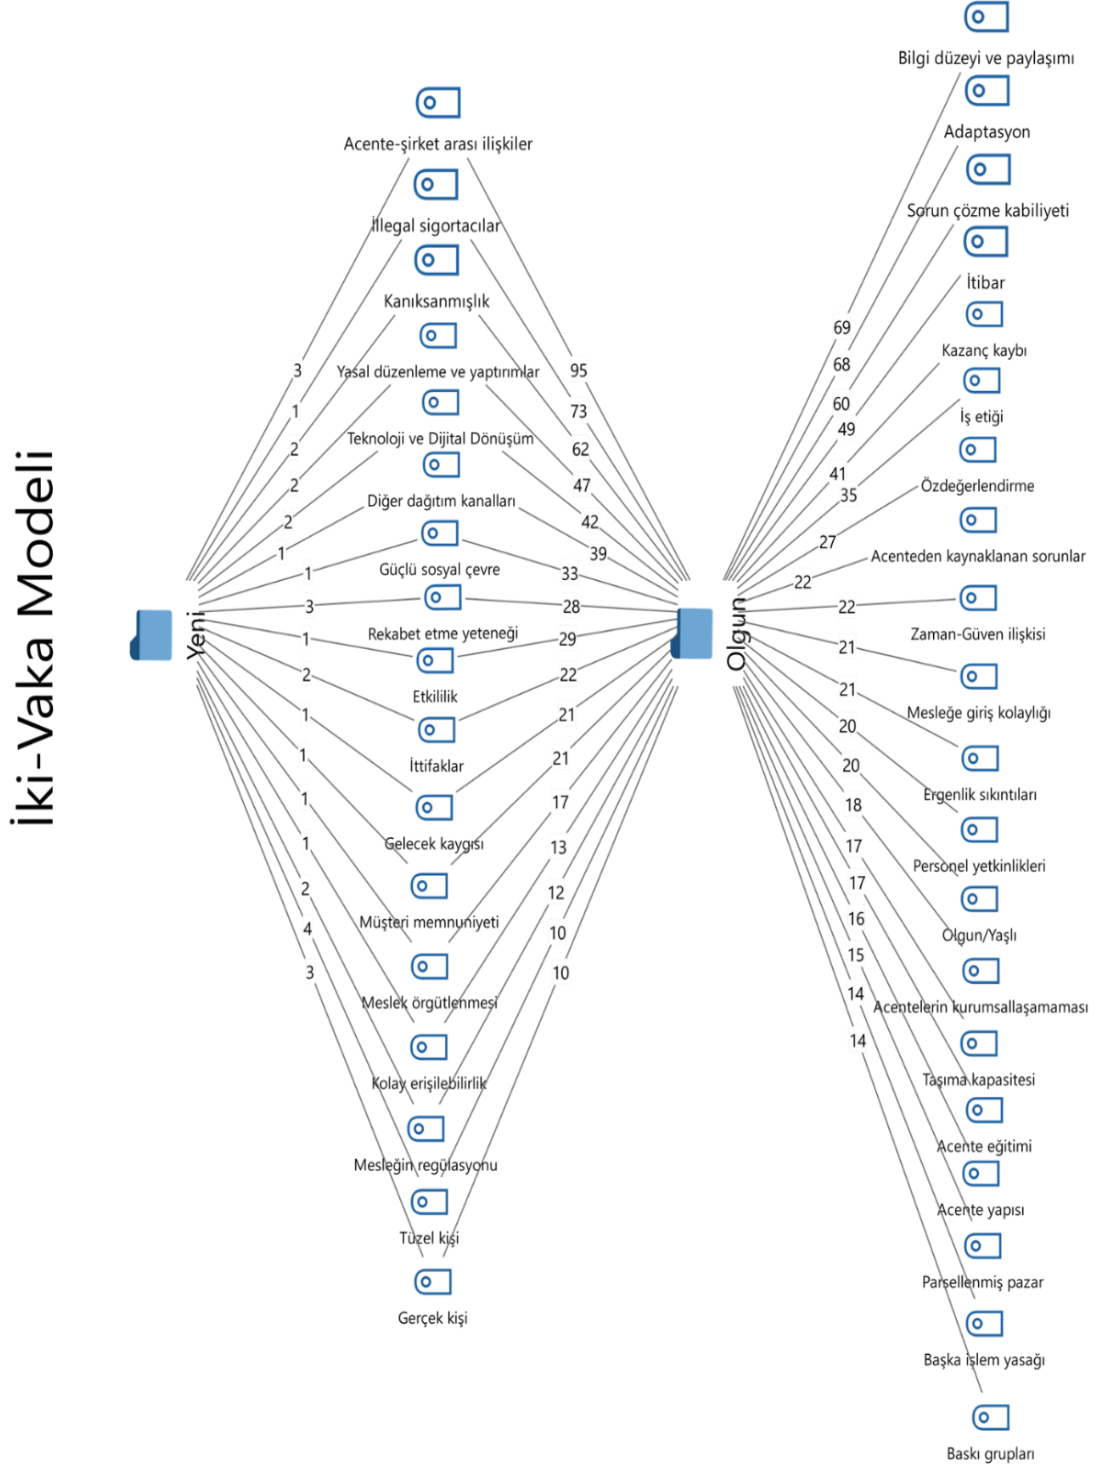 İki-Vaka Modeli
Yeni
Olgun
Acente-şirket arası ilişkiler
İllegal sigortacılar
Kanıksanmışlık
Yasal düzenleme ve yaptırımlar
Teknoloji ve Dijital Dönüşüm
Diğer dağıtım kanalları
Güçlü sosyal çevre
Rekabet etme yeteneği
Etkililik
İttifaklar
Gelecek kaygısı
Müşteri memnuniyeti
Meslek örgütlenmesi
Kolay erişilebilirlik
Mesleğin regülasyonu
Tüzel kişi
Gerçek kişi
3
1
2
2
2
1
1
3
1
2
1
1
1
1
2
4
3
95
73
62
47
42
39
33
28
29
22
21
21
17
13
12
10
10
Bilgi düzeyi ve paylaşımı
Adaptasyon
Sorun çözme kabiliyeti
İtibar
Kazanç kaybı
İş etiği
Özdeğerlendirme
Acenteden kaynaklanan sorunlar
Zaman-Güven ilişkisi
Mesleğe giriş kolaylığı
Ergenlik sıkıntıları
Personel yetkinlikleri
Olgun/Yaşlı
Acentelerin kurumsallaşamaması
Taşıma kapasitesi
Acente eğitimi
Acente yapısı
Parsellenmiş pazar
Başka işlem yasağı
Baskı grupları
69
68
60
49
41
35
27
22
22
21
21
20
20
18
17
17
16
15
14
14